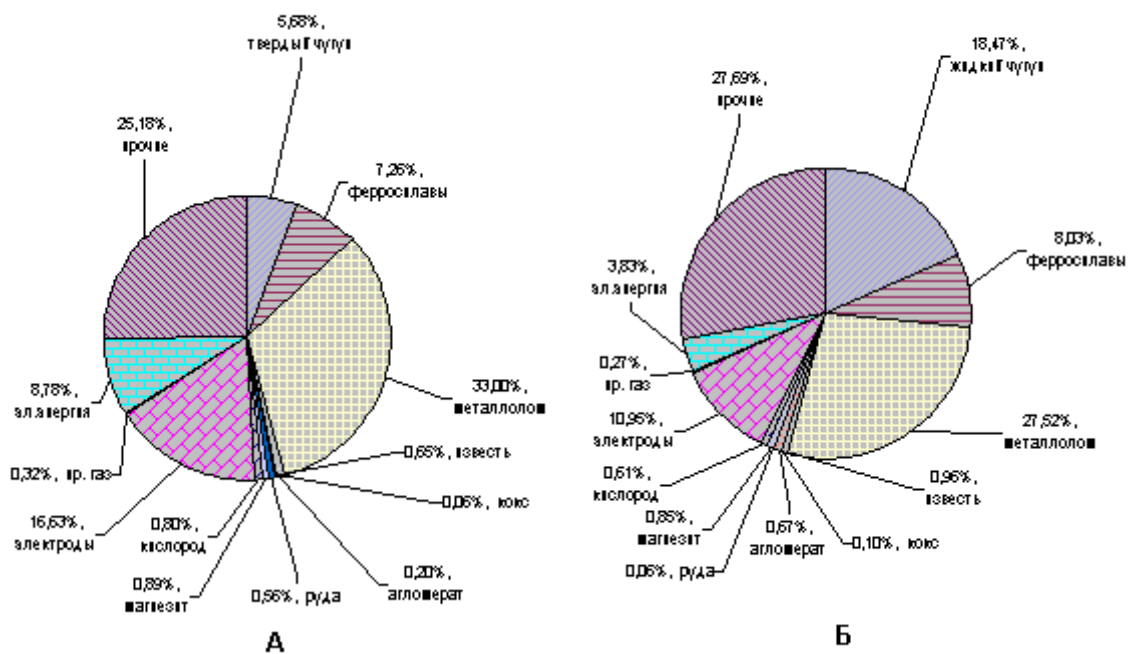 5,68%,
твердый чугун
7,26%,
ферросплавы
33,00%,
металлолом
0,65%, известь
0,06%, кокс
0,20%,
агломерат
0,56%, руда
0,89%,
магнезит
0,80%,
кислород
16,63%,
электроды
0,32%, пр. газ
8,78%,
эл.энергия
25,18%,
прочие
А
18,47%,
жидкий чугун
8,03%,
ферросплавы
27,52%,
металлолом
0,96%,
известь
0,10%, кокс
0,67%,
агломерат
0,06%, руда
0,85%,
магнезит
0,61%,
кислород
10,95%,
электроды
0,27%,
пр. газ
3,83%,
эл.энергия
27,69%,
прочие
Б